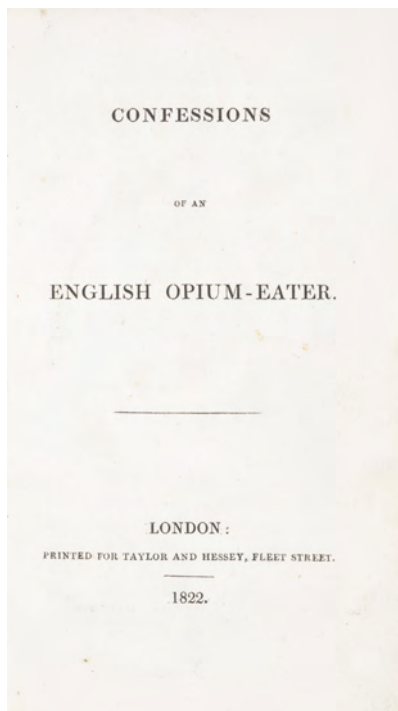 CONFESSIONS
OF AN
ENGLISH OPIUM-EATER.
LONDON:
PRINTED FOR TAYLOR AND HESSEY, FLEET STREET.
1822.